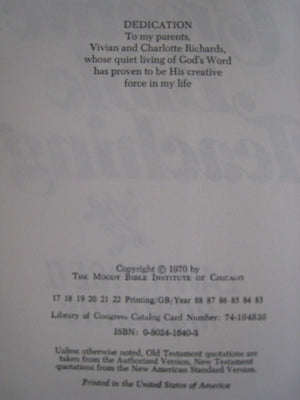 DEDICATION
To my parents,
Vivian and Charlotte Richards,
whose quiet living of God's Word
has proven to be His creative
force in my life
Teaching
Copyright © 1970 by
THE MOODY BIBLE INSTITUTE OF CHICAGO
17 18 19 20 21 22 Printing/GB/Year 88 87 86 85 84 83
Library of Congress Catalog Card Number: 74-104830
ISBN: 0-8024-1640-3
Unless otherwise noted, Old Testament quotations are
taken from the Authorized Version, New Testament
quotations from the New American Standard Version.
Printed in the United States of America